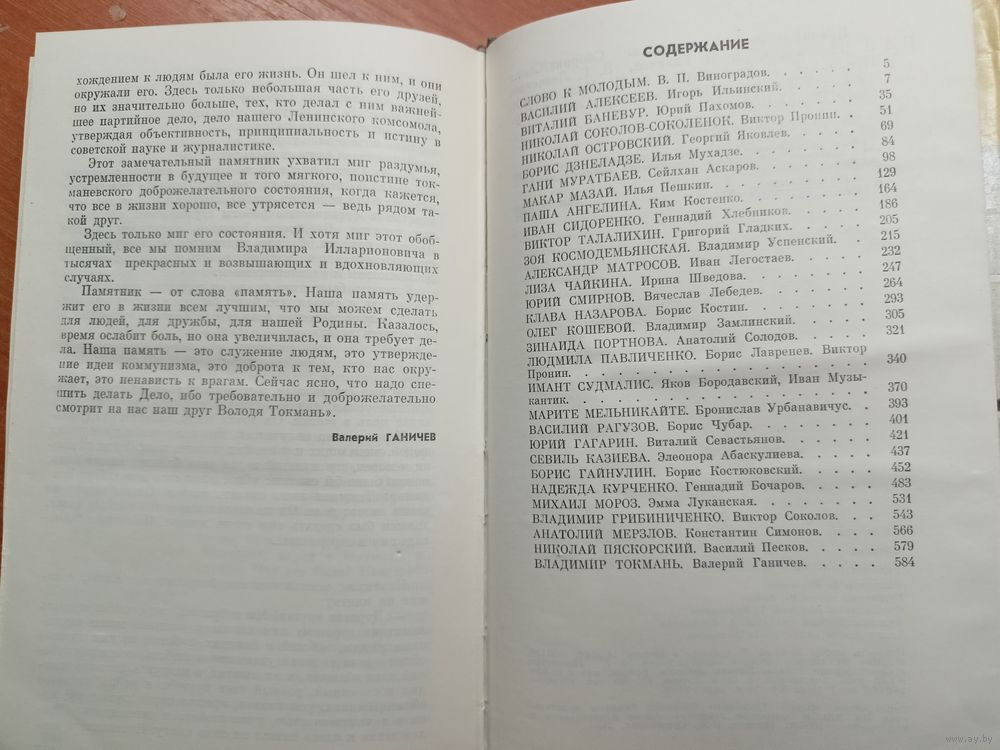 хождением к людям была его жизнь. Он шел к ним, и они
окружали его. Здесь только небольшая часть его друзей,
но их значительно больше, тех, кто делал с ним важней-
шее партийное дело, дело нашего Ленинского комсомола,
утверждая объективность, принципиальность и истину в
советской науке и журналистике.
Этот замечательный памятник ухватил миг раздумья,
устремленности в будущее и того мягкого, поистине ток-
маневского доброжелательного состояния, когда кажется,
что все в жизни хорошо, все утрясется — ведь рядом та-
кой друг.
Здесь только миг его состояния. И хотя миг этот обоб-
щенный, все мы помним Владимира Илларионовича в
тысячах прекрасных и возвышающих и вдохновляющих
случаях.
Памятник — от слова «память». Наша память удер-
жит его в жизни всем лучшим, что мы можем сделать
для людей, для дружбы, для нашей Родины. Казалось,
время ослабит боль, но она увеличилась, и она требует де-
ла. Наша память — это служение людям, это утвержде-
ние идеи коммунизма, это доброта к тем, кто нас окру-
жает, это ненависть к врагам. Сейчас ясно, что надо спе-
шить делать Дело, ибо требовательно и доброжелательно
смотрит на нас наш друг Володя Токмань».
Валерий ГАНИЧЕВ
СОДЕРЖАНИЕ
СЛОВО К МОЛОДЫМ. В. П. Виноградов. . . . . . 5
ВАСИЛИЙ АЛЕКСЕЕВ. Игорь Ильинский. . . . . 7
ВИТАЛИЙ БАНЕВУР. Юрий Пахомов. . . . . . 35
НИКОЛАЙ СОКОЛОВ-СОКОЛЕНОК. Виктор Пронин. . 51
НИКОЛАЙ ОСТРОВСКИЙ. Георгий Яковлев. . . . 69
БОРИС ДЗНЕЛАДЗЕ. Илья Мухадзе. . . . . . 84
ГАНИ МУРАТБАЕВ. Сейлхан Аскаров. . . . . . 98
МАКАР МАЗАЙ. Илья Пешкин. . . . . . . 129
ПАША АНГЕЛИНА. Ким Костенко. . . . . . 164
ИВАН СИДОРЕНКО. Геннадий Хлебников. . . . . 186
ВИКТОР ТАЛАЛИХИН. Григорий Гладких. . . . . 205
ЗОЯ КОСМОДЕМЬЯНСКАЯ. Владимир Успенский. . . 215
АЛЕКСАНДР МАТРОСОВ. Иван Легостаев. . . . . 232
ЛИЗА ЧАЙКИНА. Ирина Шведова. . . . . . 247
ЮРИЙ СМИРНОВ. Вячеслав Лебедев. . . . . . 264
КЛАВА НАЗАРОВА. Борис Костин. . . . . . 293
ОЛЕГ КОШЕВОЙ. Владимир Замлинский. . . . . 305
ЗИНАИДА ПОРТНОВА. Анатолий Солодов. . . . . 321
ЛЮДМИЛА ПАВЛИЧЕНКО. Борис Лавренев. Виктор
Пронин. . . . . . . . . . . . . 340
ИМАНТ СУДМАЛИС. Яков Бородавский, Иван Музы-
кантик. . . . . . . . . . . . . 370
МАРИТЕ МЕЛЬНИКАЙТЕ. Бронислав Урбанавичус. . . 393
ВАСИЛИЙ РАГУЗОВ. Борис Чубар. . . . . . 401
ЮРИЙ ГАГАРИН. Виталий Севастьянов. . . . . 421
СЕВИЛЬ КАЗИЕВА. Элеонора Абаскулиева. . . . 437
БОРИС ГАЙНУЛИН. Борис Костюковский. . . . . 452
НАДЕЖДА КУРЧЕНКО. Геннадий Бочаров. . . . . 483
МИХАИЛ МОРОЗ. Эмма Луканская. . . . . . 531
ВЛАДИМИР ГРИБИНИЧЕНКО. Виктор Соколов. . . 543
АНАТОЛИЙ МЕРЗЛОВ. Константин Симонов. . . . 566
НИКОЛАЙ ПЯСКОРСКИЙ. Василий Песков. . . . . 579
ВЛАДИМИР ТОКМАНЬ. Валерий Ганичев. . . . . 584
www.ay.by